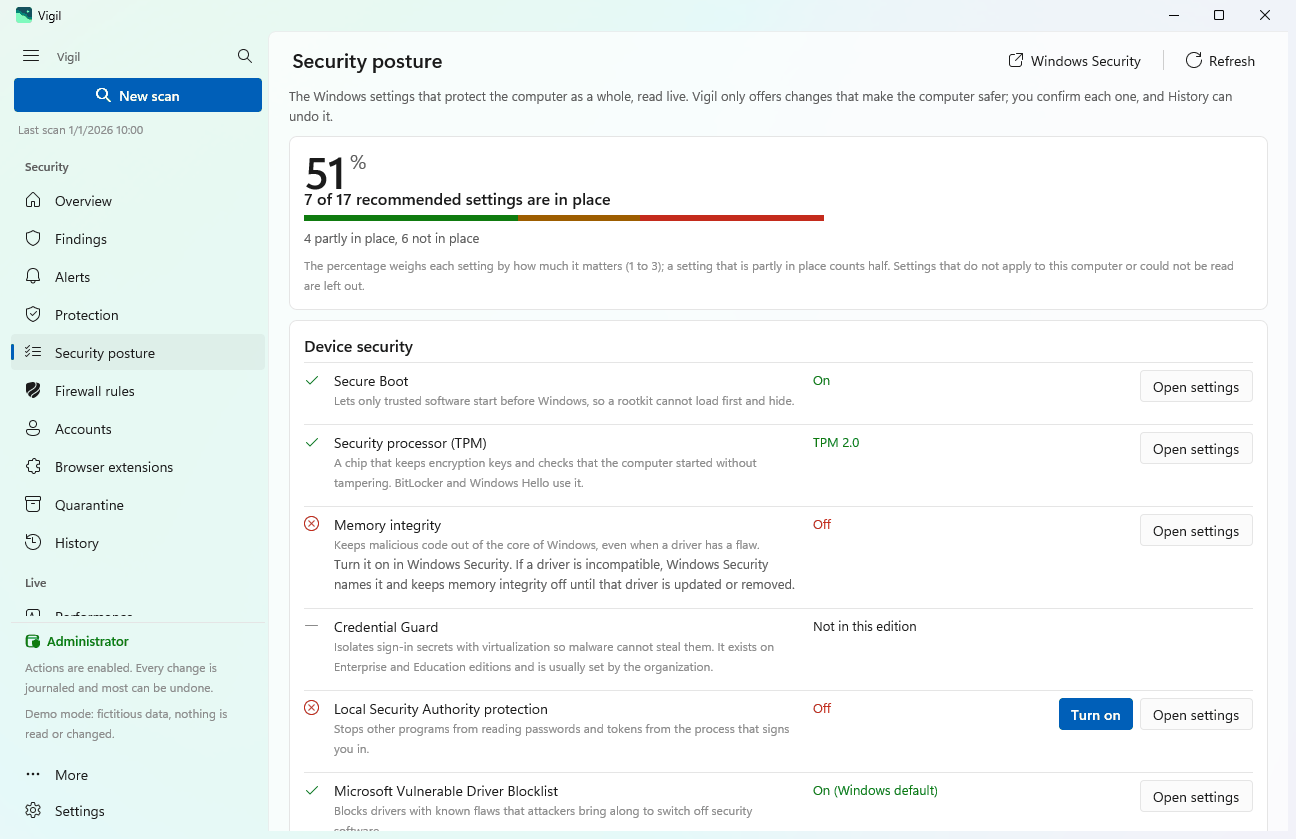 Vigil
Vigil
New scan
Last scan 1/1/2026 10:00
Security
Overview
Findings
Alerts
Protection
Security posture
Firewall rules
Accounts
Browser extensions
Quarantine
History
Live
Performance
Administrator
Actions are enabled. Every change is
journaled and most can be undone.
Demo mode: fictitious data, nothing is
read or changed.
More
Settings
Security posture
Windows Security
Refresh
The Windows settings that protect the computer as a whole, read live. Vigil only offers changes that make the computer safer; you confirm each one, and History can
undo it.
51 %
7 of 17 recommended settings are in place
4 partly in place, 6 not in place
The percentage weighs each setting by how much it matters (1 to 3); a setting that is partly in place counts half. Settings that do not apply to this computer or could not be read
are left out.
Device security
Secure Boot
On
Open settings
Lets only trusted software start before Windows, so a rootkit cannot load first and hide.
Security processor (TPM)
TPM 2.0
Open settings
A chip that keeps encryption keys and checks that the computer started without
tampering. BitLocker and Windows Hello use it.
Memory integrity
Off
Open settings
Keeps malicious code out of the core of Windows, even when a driver has a flaw.
Turn it on in Windows Security. If a driver is incompatible, Windows Security
names it and keeps memory integrity off until that driver is updated or removed.
Credential Guard
Not in this edition
Isolates sign-in secrets with virtualization so malware cannot steal them. It exists on
Enterprise and Education editions and is usually set by the organization.
Local Security Authority protection
Off
Turn on
Open settings
Stops other programs from reading passwords and tokens from the process that signs
you in.
Microsoft Vulnerable Driver Blocklist
On (Windows default)
Open settings
Blocks drivers with known flaws that attackers bring along to switch off security
software.